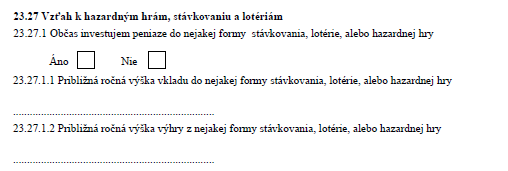 23.27 Vzťah k hazardným hrám, stávkovaniu a lotériám
23.27.1 Občas investujem peniaze do nejakej formy stávkovania, lotérie, alebo hazardnej hry
Áno Nie
23.27.1.1 Približná ročná výška vkladu do nejakej formy stávkovania, lotérie, alebo hazardnej hry
..........................................................................
23.27.1.2 Približná ročná výška výhry z nejakej formy stávkovania, lotérie, alebo hazardnej hry
..........................................................................